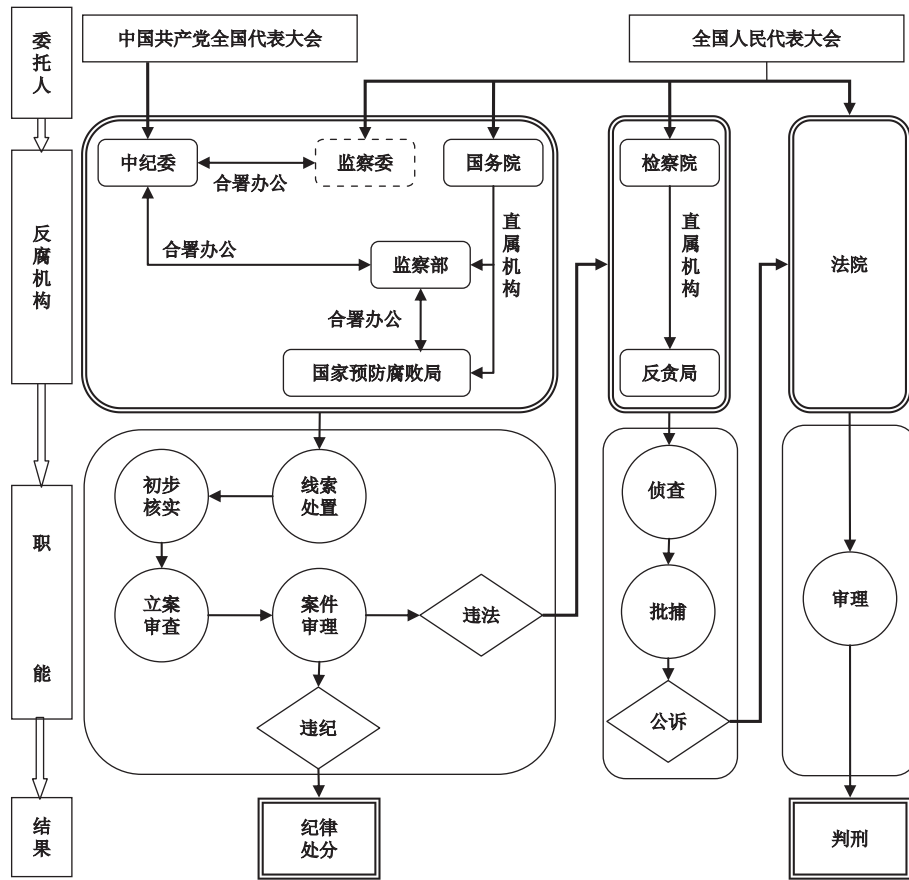 委
托
人
中国共产党全国代表大会
全国人民代表大会
反
腐
机
构
中纪委
合署办公
监察委
国务院
合署办公
监察部
直
属
机
构
合署办公
国家预防腐败局
检察院
直
属
机
构
反贪局
法院
职
能
初步
核实
线索
处置
立案
审查
案件
审理
违法
违纪
侦查
批捕
公诉
审理
结
果
纪律
处分
判刑